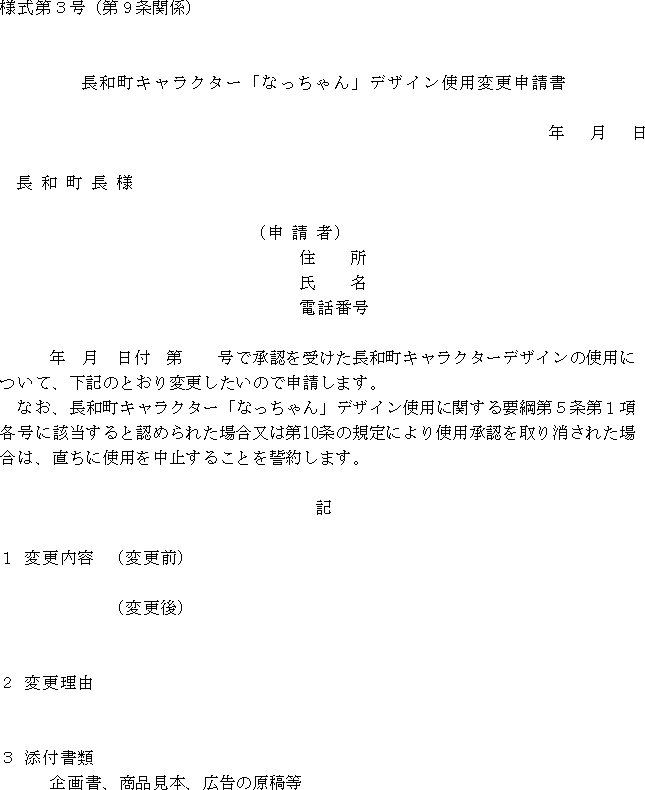 様式第３号（第９条関係）
長和町キャラクター「なっちゃん」デザイン使用変更申請書
年　月　日
長 和 町 長 様
（申 請 者）
住　　所
氏　　名
電話番号
年　月　日付　第　　号で承認を受けた長和町キャラクターデザインの使用に
ついて、下記のとおり変更したいので申請します。
なお、長和町キャラクター「なっちゃん」デザイン使用に関する要綱第５条第１項
各号に該当すると認められた場合又は第10条の規定により使用承認を取り消された場
合は、直ちに使用を中止することを誓約します。
記
１ 変更内容　（変更前）
（変更後）
２ 変更理由
３ 添付書類
企画書、商品見本、広告の原稿等